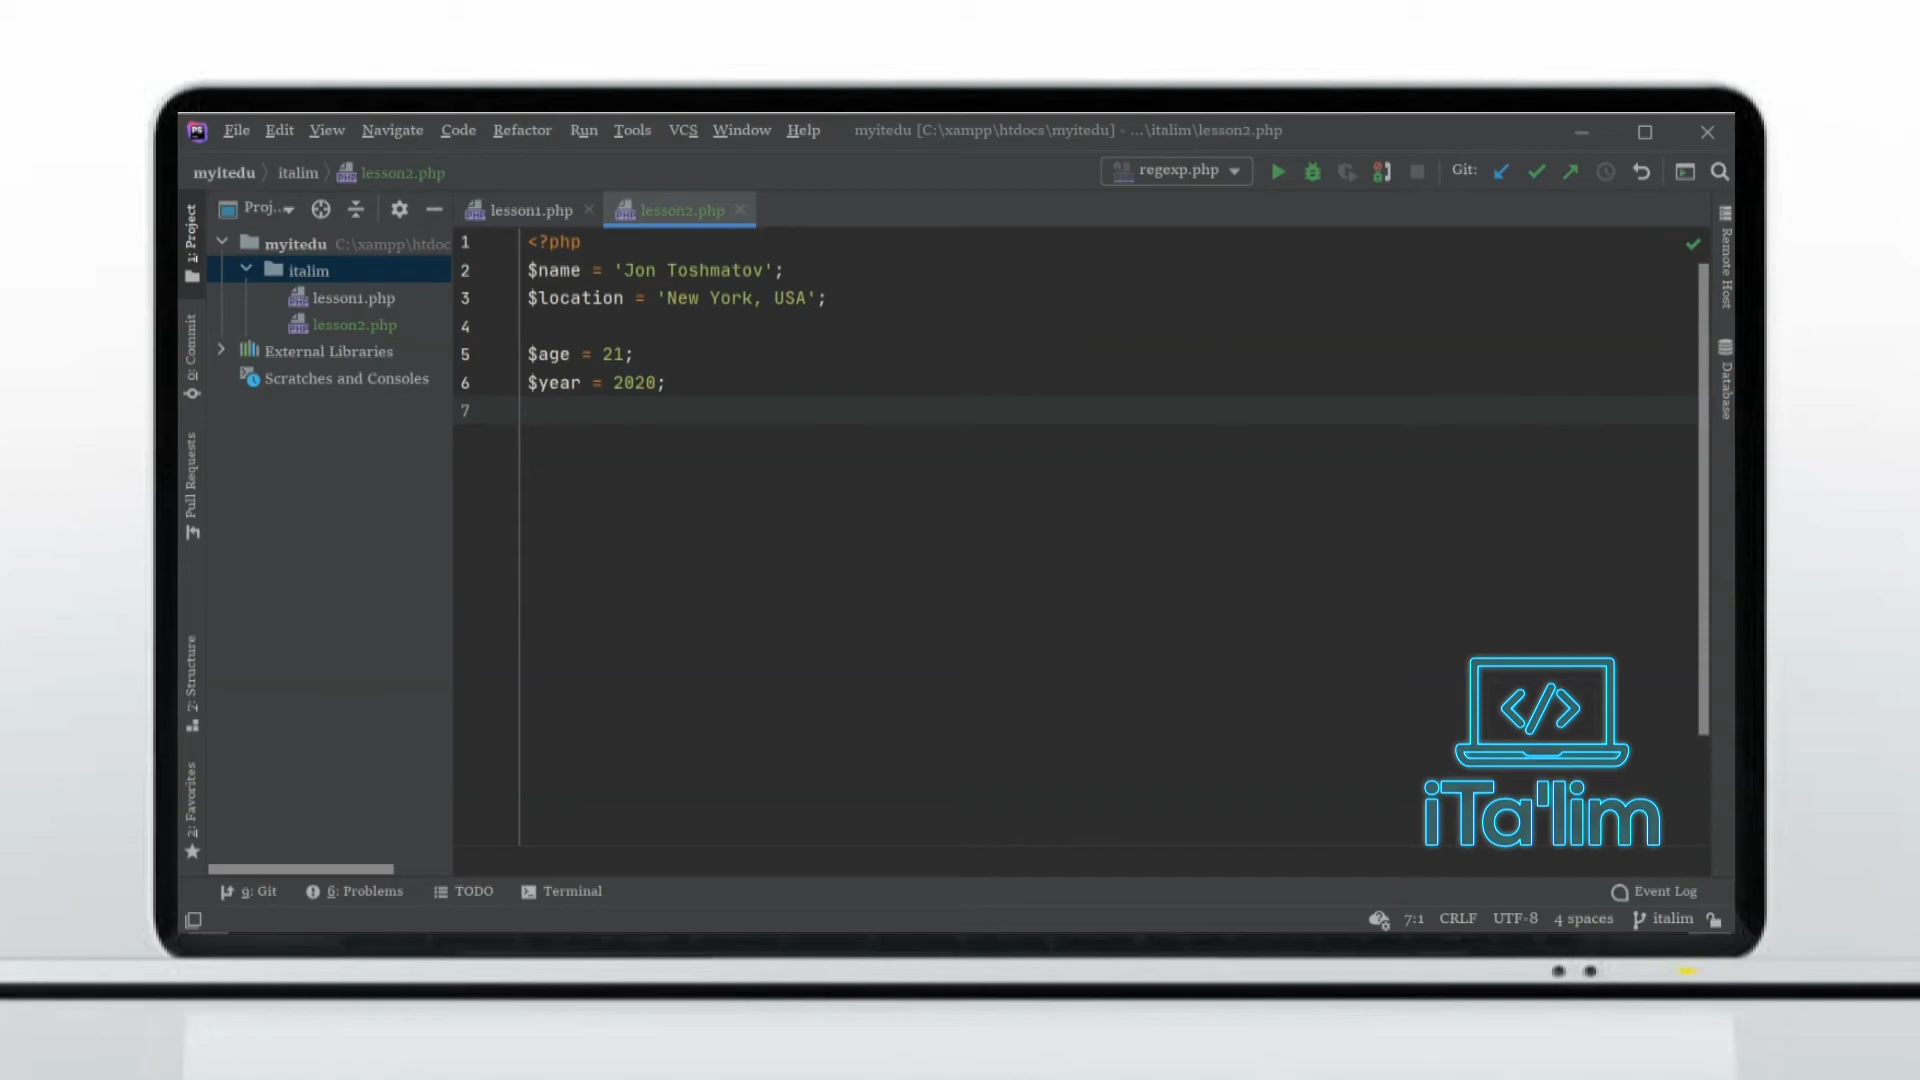 File Edit View Navigate Code Refactor Run Tools VCS Window Help myitedu [C:\xampp\htdocs\myitedu] - ...\italim\lesson2.php
myitedu italim lesson2.php regexp.php Git:
1: Project
Proj..
lesson1.php lesson2.php
myitedu C:\xampp\htdoc
italim
lesson1.php
lesson2.php
External Libraries
Scratches and Consoles
0: Commit
Pull Requests
7: Structure
2: Favorites
1 <?php
2 $name = 'Jon Toshmatov';
3 $location = 'New York, USA';
4
5 $age = 21;
6 $year = 2020;
7
Remote Host
Database
</>
iTa'lim
9: Git 6: Problems TODO Terminal Event Log
7:1 CRLF UTF-8 4 spaces italim